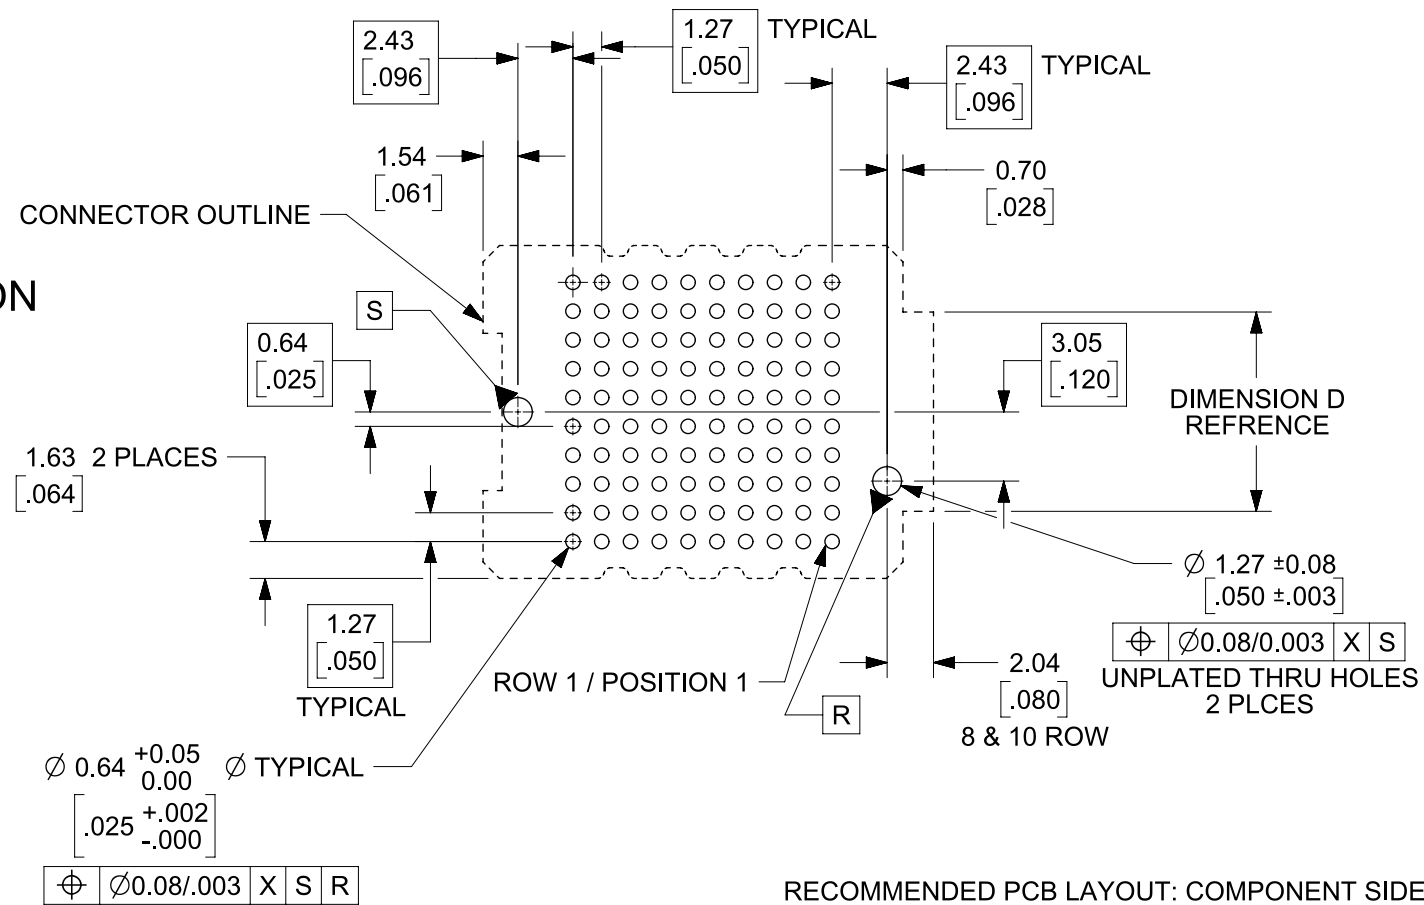 2.43
[.096]
1.27 TYPICAL
[.050]
2.43 TYPICAL
[.096]
1.54
[.061]
0.70
[.028]
CONNECTOR OUTLINE
ON
S
0.64
[.025]
3.05
[.120]
DIMENSION D
REFRENCE
1.63 2 PLACES
[.064]
Ø 1.27 ±0.08
[.050 ±.003]
⌖ Ø0.08/0.003 X S
UNPLATED THRU HOLES
2 PLCES
1.27
[.050]
TYPICAL
ROW 1 / POSITION 1
R
2.04
[.080]
8 & 10 ROW
Ø 0.64 +0.05 0.00 Ø TYPICAL
[.025 +.002 -.000]
⌖ Ø0.08/.003 X S R
RECOMMENDED PCB LAYOUT: COMPONENT SIDE